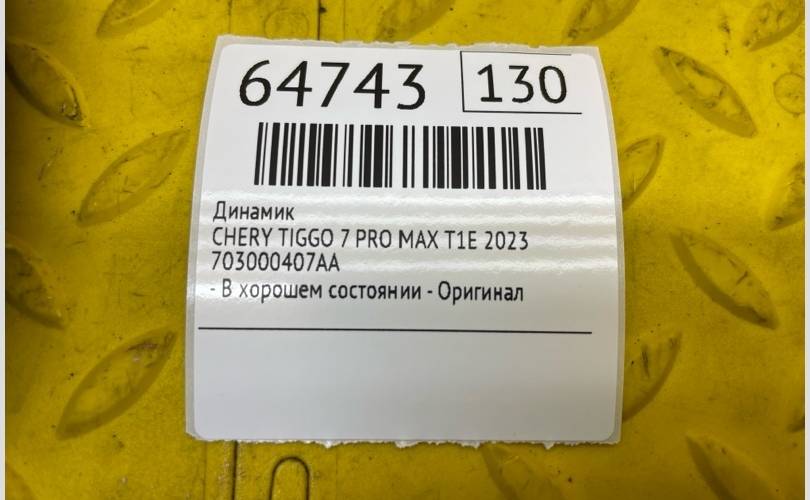 64743 130
Динамик
CHERY TIGGO 7 PRO MAX T1E 2023
703000407AA
- В хорошем состоянии - Оригинал